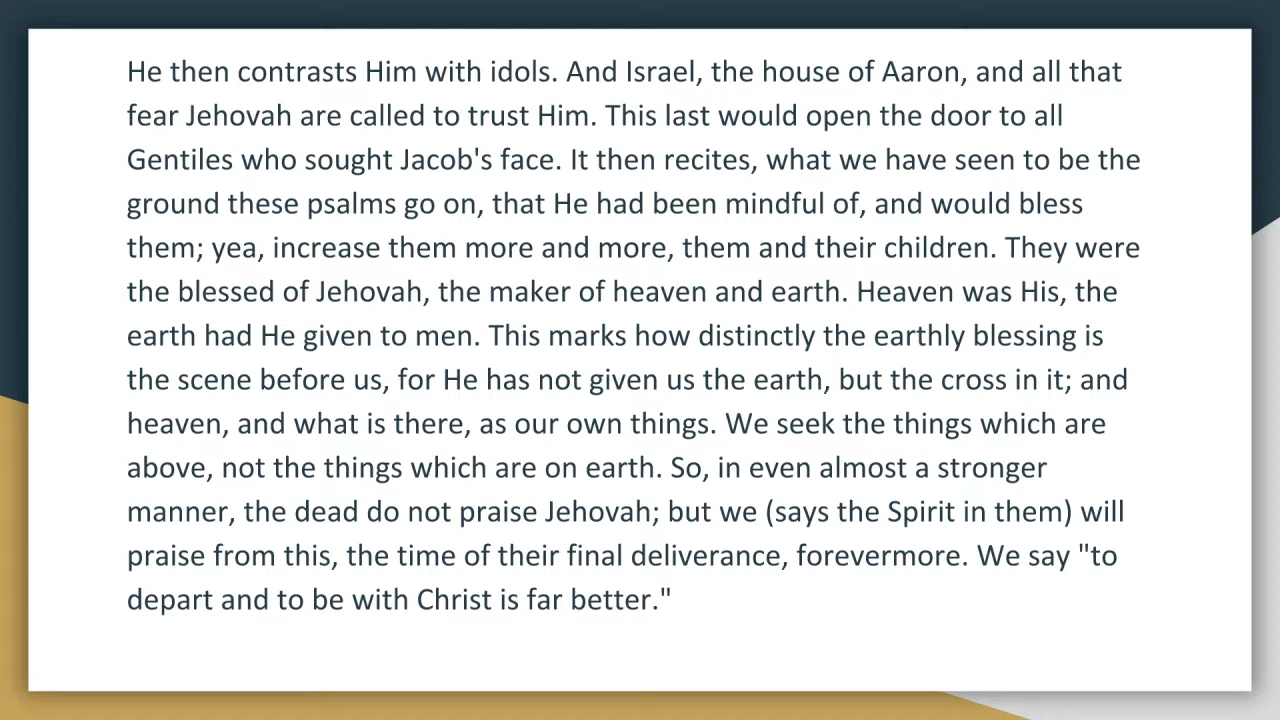 He then contrasts Him with idols. And Israel, the house of Aaron, and all that
fear Jehovah are called to trust Him. This last would open the door to all
Gentiles who sought Jacob's face. It then recites, what we have seen to be the
ground these psalms go on, that He had been mindful of, and would bless
them; yea, increase them more and more, them and their children. They were
the blessed of Jehovah, the maker of heaven and earth. Heaven was His, the
earth had He given to men. This marks how distinctly the earthly blessing is
the scene before us, for He has not given us the earth, but the cross in it; and
heaven, and what is there, as our own things. We seek the things which are
above, not the things which are on earth. So, in even almost a stronger
manner, the dead do not praise Jehovah; but we (says the Spirit in them) will
praise from this, the time of their final deliverance, forevermore. We say "to
depart and to be with Christ is far better."